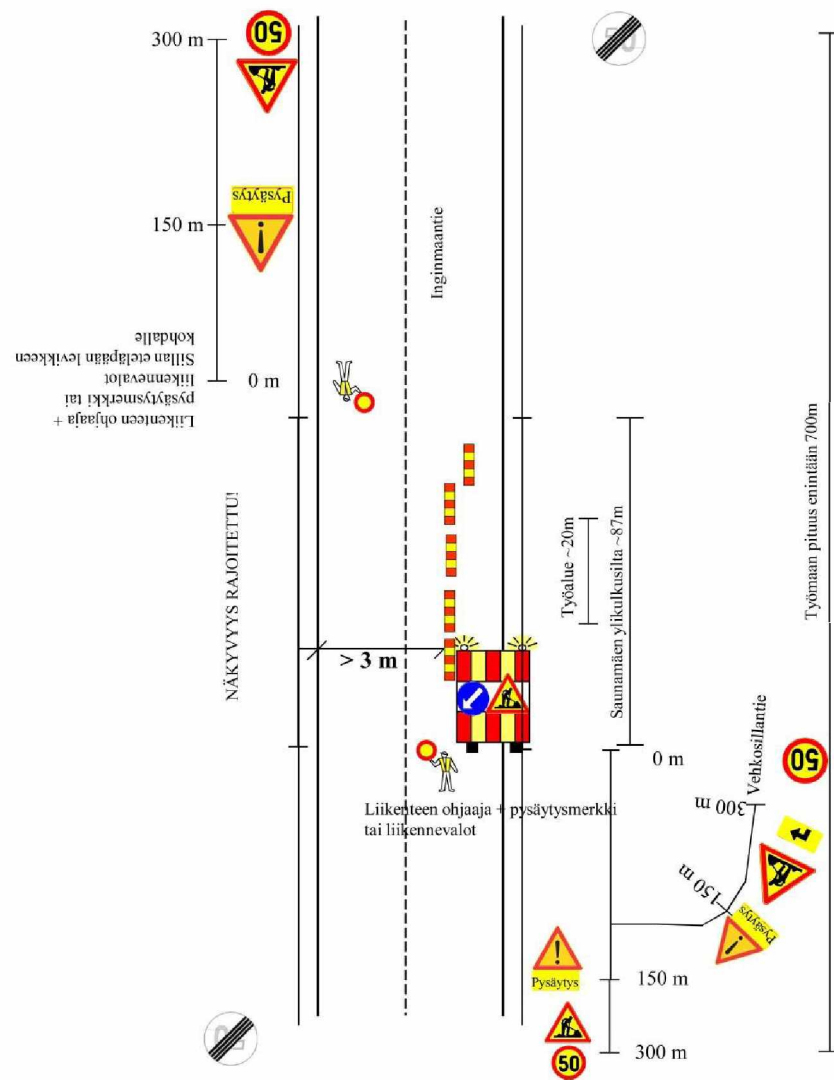 300 m
50
50
Pysäytys
150 m
Inginmaantie
Liikenteen ohjaaja +
pysäytysmerkki tai
liikennevalot
Sillan eteläpään levikkeen
kohdalle
0 m
NÄKYVYYS RAJOITETTU!
> 3 m
Työalue ~20m
Saunamäen ylikulkusilta ~87m
Työmaan pituus enintään 700m
0 m
Liikenteen ohjaaja + pysäytysmerkki
tai liikennevalot
Vehkosillantie
50
300 m
150 m
Pysäytys
Pysäytys
150 m
50
300 m
50